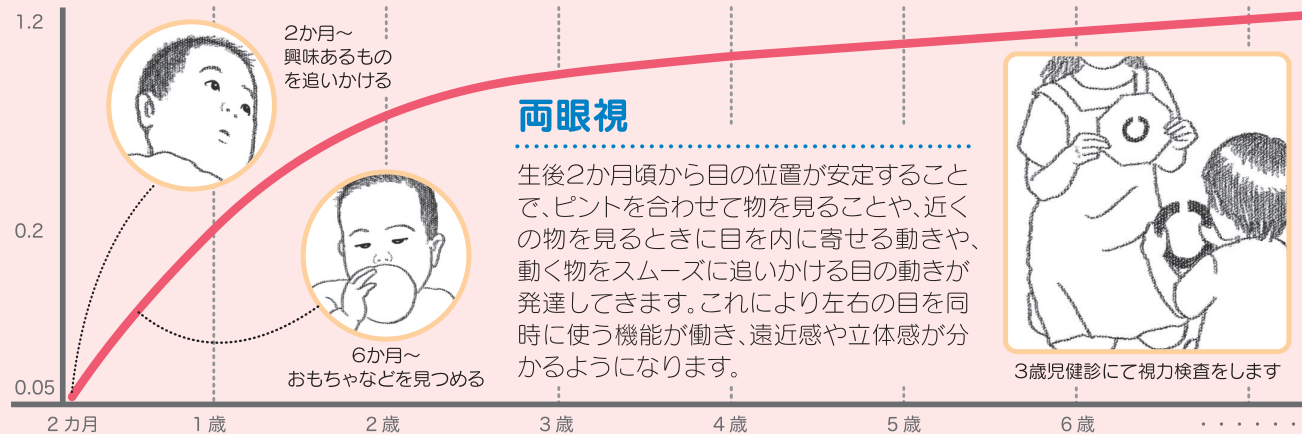 1.2
2か月～
興味あるもの
を追いかける
両眼視
生後2か月頃から目の位置が安定すること
で、ピントを合わせて物を見ることや、近く
の物を見るときに目を内に寄せる動きや、
動く物をスムーズに追いかける目の動きが
発達してきます。これにより左右の目を同
時に使う機能が働き、遠近感や立体感が分
かるようになります。
0.2
6か月～
おもちゃなどを見つめる
3歳児健診にて視力検査をします
0.05
2カ月 1歳 2歳 3歳 4歳 5歳 6歳 ・・・・・・